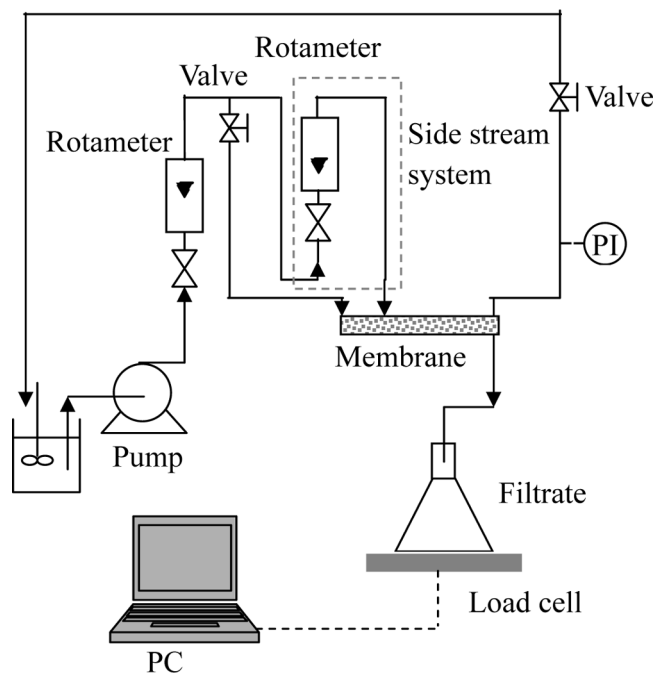 Rotameter
Valve
Valve
Rotameter
Side stream
system
PI
Membrane
Pump
Filtrate
Load cell
PC